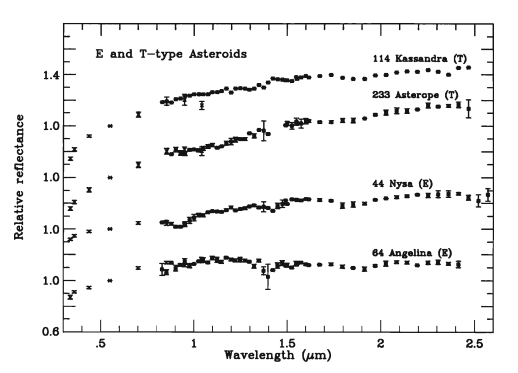 E and T-type Asteroids
114 Kassandra (T)
1.4
233 Asterope (T)
1.0
1.0
44 Nysa (E)
1.0
64 Angelina (E)
1.0
0.6
Relative reflectance
.5
1
1.5
2
2.5
Wavelength (μm)